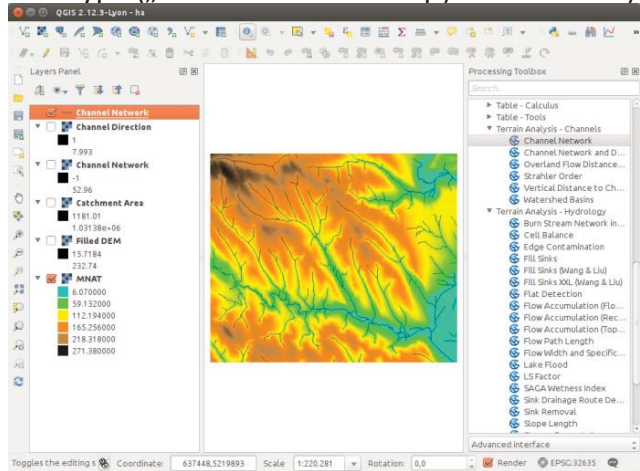 QGIS 2.12.3-Lyon - ha
Layers Panel
Channel Network
Channel Direction
1
7.993
Channel Network
-1
52.96
Catchment Area
1181.01
1.03138e+06
Filled DEM
15.7184
232.74
MNAT
6.070000
59.132000
112.194000
165.256000
218.318000
271.380000
Processing Toolbox
Search...
Table - Calculus
Table - Tools
Terrain Analysis - Channels
Channel Network
Channel Network and D...
Overland Flow Distance...
Strahler Order
Vertical Distance to Ch...
Watershed Basins
Terrain Analysis - Hydrology
Burn Stream Network in...
Cell Balance
Edge Contamination
Fill Sinks
Fill Sinks (Wang & Liu)
Fill Sinks XXL (Wang & Liu)
Flat Detection
Flow Accumulation (Flo...
Flow Accumulation (Rec...
Flow Accumulation (Top...
Flow Path Length
Flow Width and Specific...
Lake Flood
LS Factor
SAGA Wetness Index
Sink Drainage Route De...
Sink Removal
Slope Length
Advanced interface
Toggles the editing s Coordinate: 637448,5219893 Scale 1:220.281 Rotation: 0,0 Render EPSG:32635